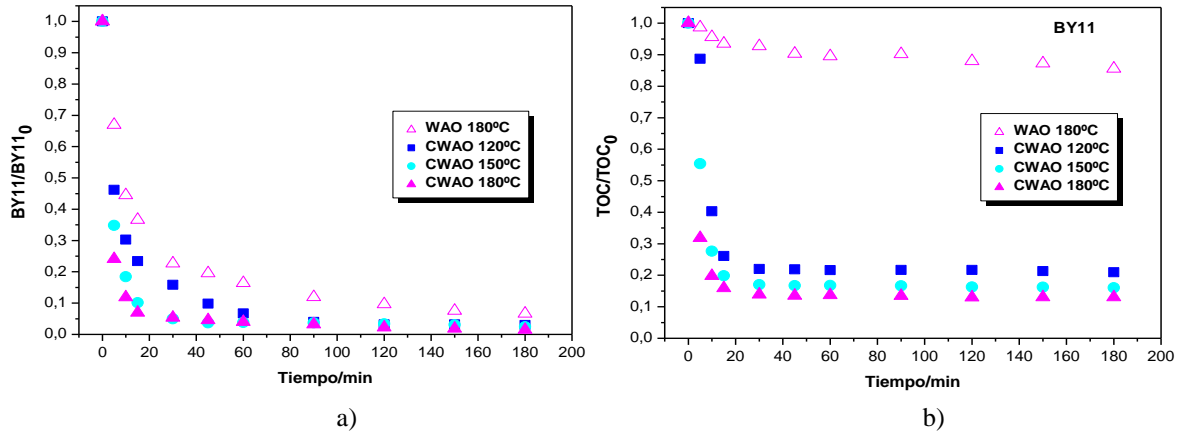 1,0
0,9
0,8
0,7
0,6
0,5
0,4
0,3
0,2
0,1
0,0
BY11/BY11₀
WAO 180ºC
CWAO 120ºC
CWAO 150ºC
CWAO 180ºC
0 20 40 60 80 100 120 140 160 180 200
Tiempo/min
a)
BY11
1,0
0,9
0,8
0,7
0,6
0,5
0,4
0,3
0,2
0,1
0,0
TOC/TOC₀
WAO 180ºC
CWAO 120ºC
CWAO 150ºC
CWAO 180ºC
0 20 40 60 80 100 120 140 160 180 200
Tiempo/min
b)